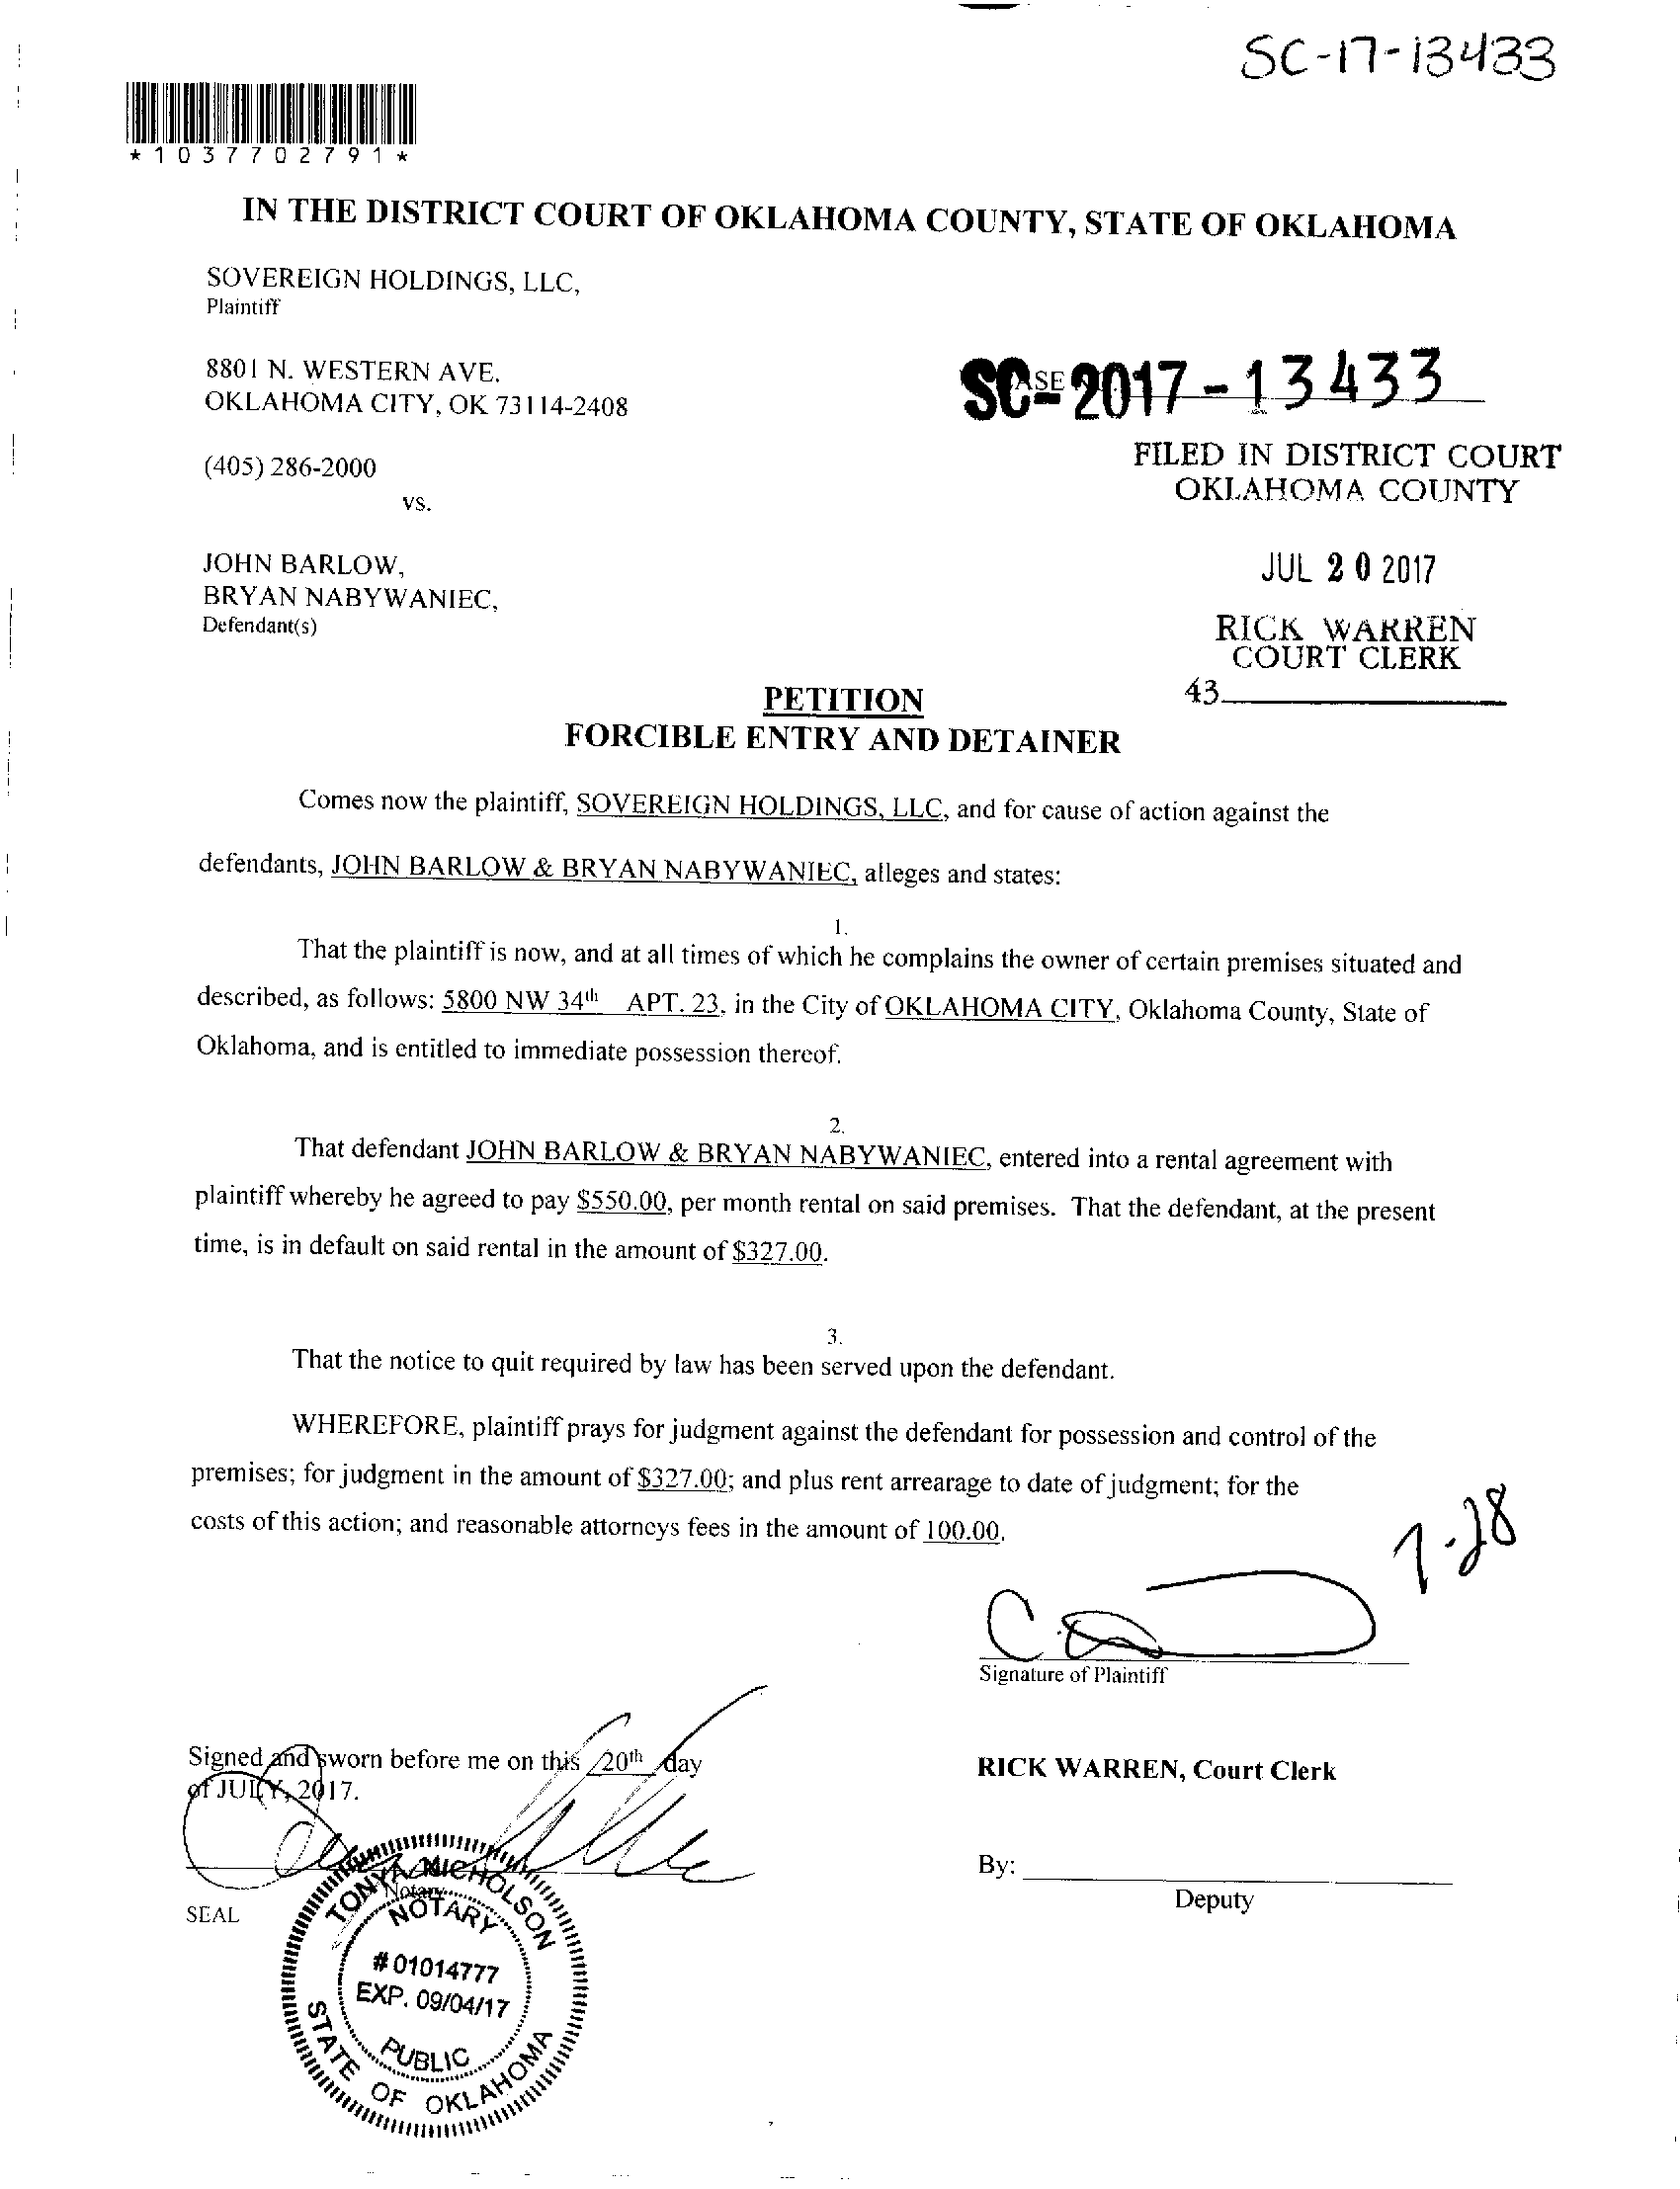 SC-17-13433
*1037702791*
IN THE DISTRICT COURT OF OKLAHOMA COUNTY, STATE OF OKLAHOMA
SOVEREIGN HOLDINGS, LLC,
Plaintiff
8801 N. WESTERN AVE.
OKLAHOMA CITY, OK 73114-2408
SC-2017-13433
(405) 286-2000
vs.
FILED IN DISTRICT COURT
OKLAHOMA COUNTY
JOHN BARLOW,
BRYAN NABYWANIEC,
Defendant(s)
JUL 20 2017
RICK WARREN
COURT CLERK
43
PETITION
FORCIBLE ENTRY AND DETAINER
Comes now the plaintiff, SOVEREIGN HOLDINGS, LLC, and for cause of action against the
defendants, JOHN BARLOW & BRYAN NABYWANIEC, alleges and states:
1.
That the plaintiff is now, and at all times of which he complains the owner of certain premises situated and
described, as follows: 5800 NW 34th APT. 23, in the City of OKLAHOMA CITY, Oklahoma County, State of
Oklahoma, and is entitled to immediate possession thereof.
2.
That defendant JOHN BARLOW & BRYAN NABYWANIEC, entered into a rental agreement with
plaintiff whereby he agreed to pay $550.00, per month rental on said premises. That the defendant, at the present
time, is in default on said rental in the amount of $327.00.
3.
That the notice to quit required by law has been served upon the defendant.
WHEREFORE, plaintiff prays for judgment against the defendant for possession and control of the
premises; for judgment in the amount of $327.00; and plus rent arrearage to date of judgment; for the
costs of this action; and reasonable attorneys fees in the amount of 100.00.
7-28
Signature of Plaintiff
Signed and sworn before me on this 20th day
of JULY, 2017.
RICK WARREN, Court Clerk
By:
Deputy
Notary
SEAL
TONYA NICHOLSON
NOTARY
# 01014777
EXP. 09/04/17
PUBLIC
STATE OF OKLAHOMA